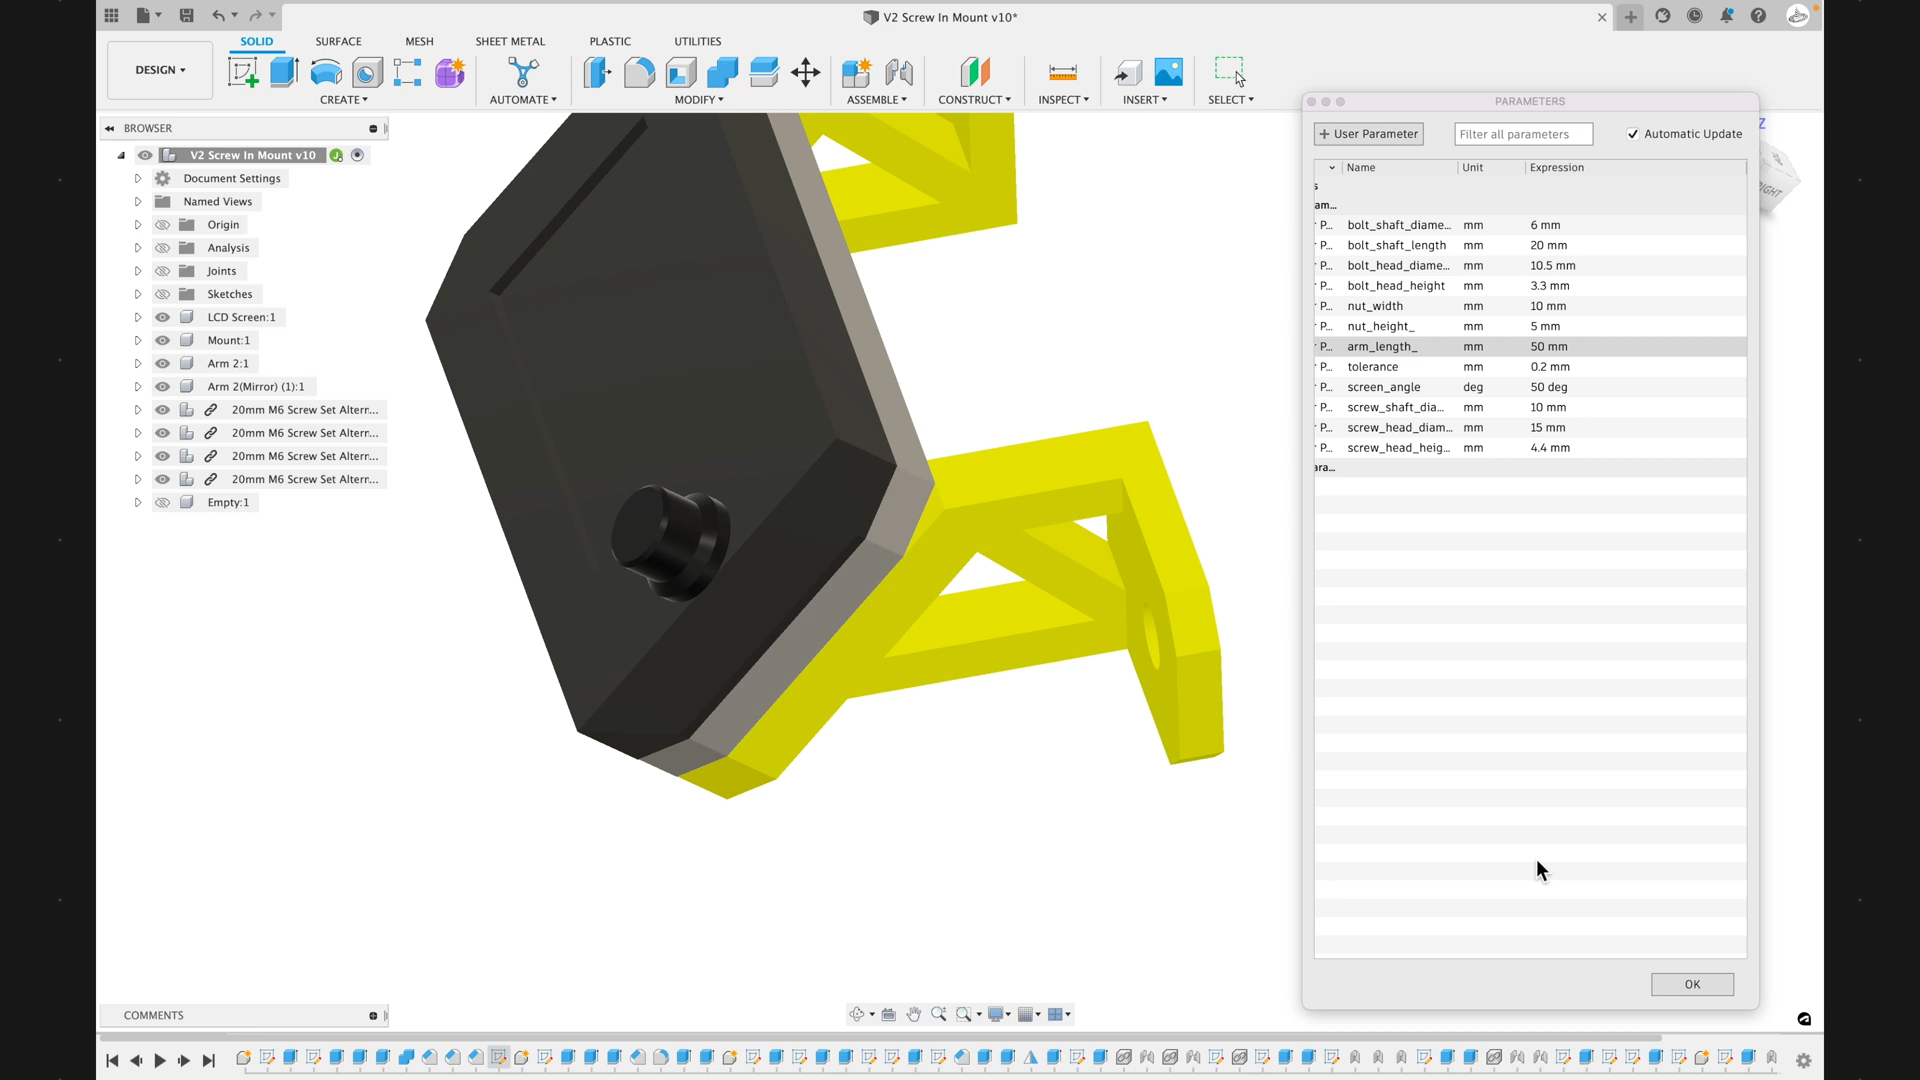 V2 Screw In Mount v10*
SOLID
SURFACE
MESH
SHEET METAL
PLASTIC
UTILITIES
DESIGN
CREATE
AUTOMATE
MODIFY
ASSEMBLE
CONSTRUCT
INSPECT
INSERT
SELECT
PARAMETERS
+ User Parameter
Filter all parameters
Automatic Update
Z
RIGHT
Name Unit Expression
s
am...
P... bolt_shaft_diame... mm 6 mm
P... bolt_shaft_length mm 20 mm
P... bolt_head_diame... mm 10.5 mm
P... bolt_head_height mm 3.3 mm
P... nut_width mm 10 mm
P... nut_height_ mm 5 mm
P... arm_length_ mm 50 mm
P... tolerance mm 0.2 mm
P... screen_angle deg 50 deg
P... screw_shaft_dia... mm 10 mm
P... screw_head_diam... mm 15 mm
P... screw_head_heig... mm 4.4 mm
ara...
OK
BROWSER
V2 Screw In Mount v10
Document Settings
Named Views
Origin
Analysis
Joints
Sketches
LCD Screen:1
Mount:1
Arm 2:1
Arm 2(Mirror) (1):1
20mm M6 Screw Set Alterr...
20mm M6 Screw Set Alterr...
20mm M6 Screw Set Alterr...
20mm M6 Screw Set Alterr...
Empty:1
COMMENTS